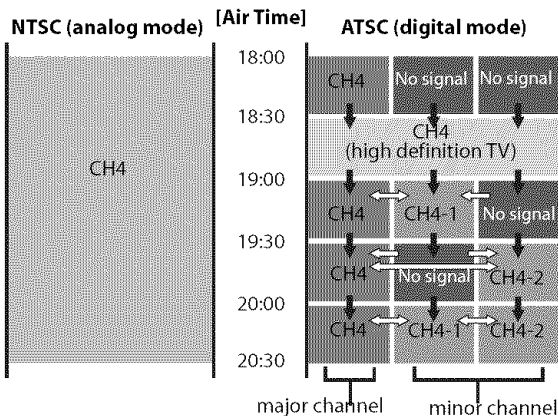 NTSC (analog mode) [Air Time] ATSC (digital mode)
18:00
CH4 No signal No signal
18:30
CH4
(high definition TV)
CH4
19:00
CH4 CH4-1 No signal
19:30
CH4 No signal CH4-2
20:00
CH4 CH4-1 CH4-2
20:30
major channel minor channel